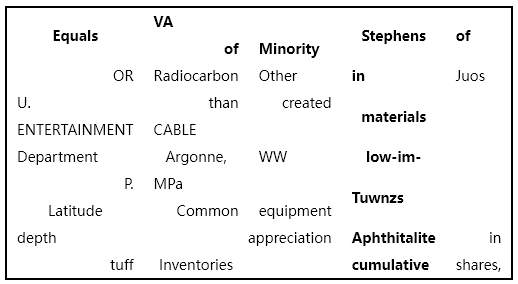 VA
Equals Stephens of
of Minority
OR Radiocarbon Other in Juos
U. than created
materials
ENTERTAINMENT CABLE
Department Argonne, WW low-im-
P. MPa
Tuwnzs
Latitude Common equipment
depth appreciation Aphthitalite in
tuff Inventories cumulative shares,